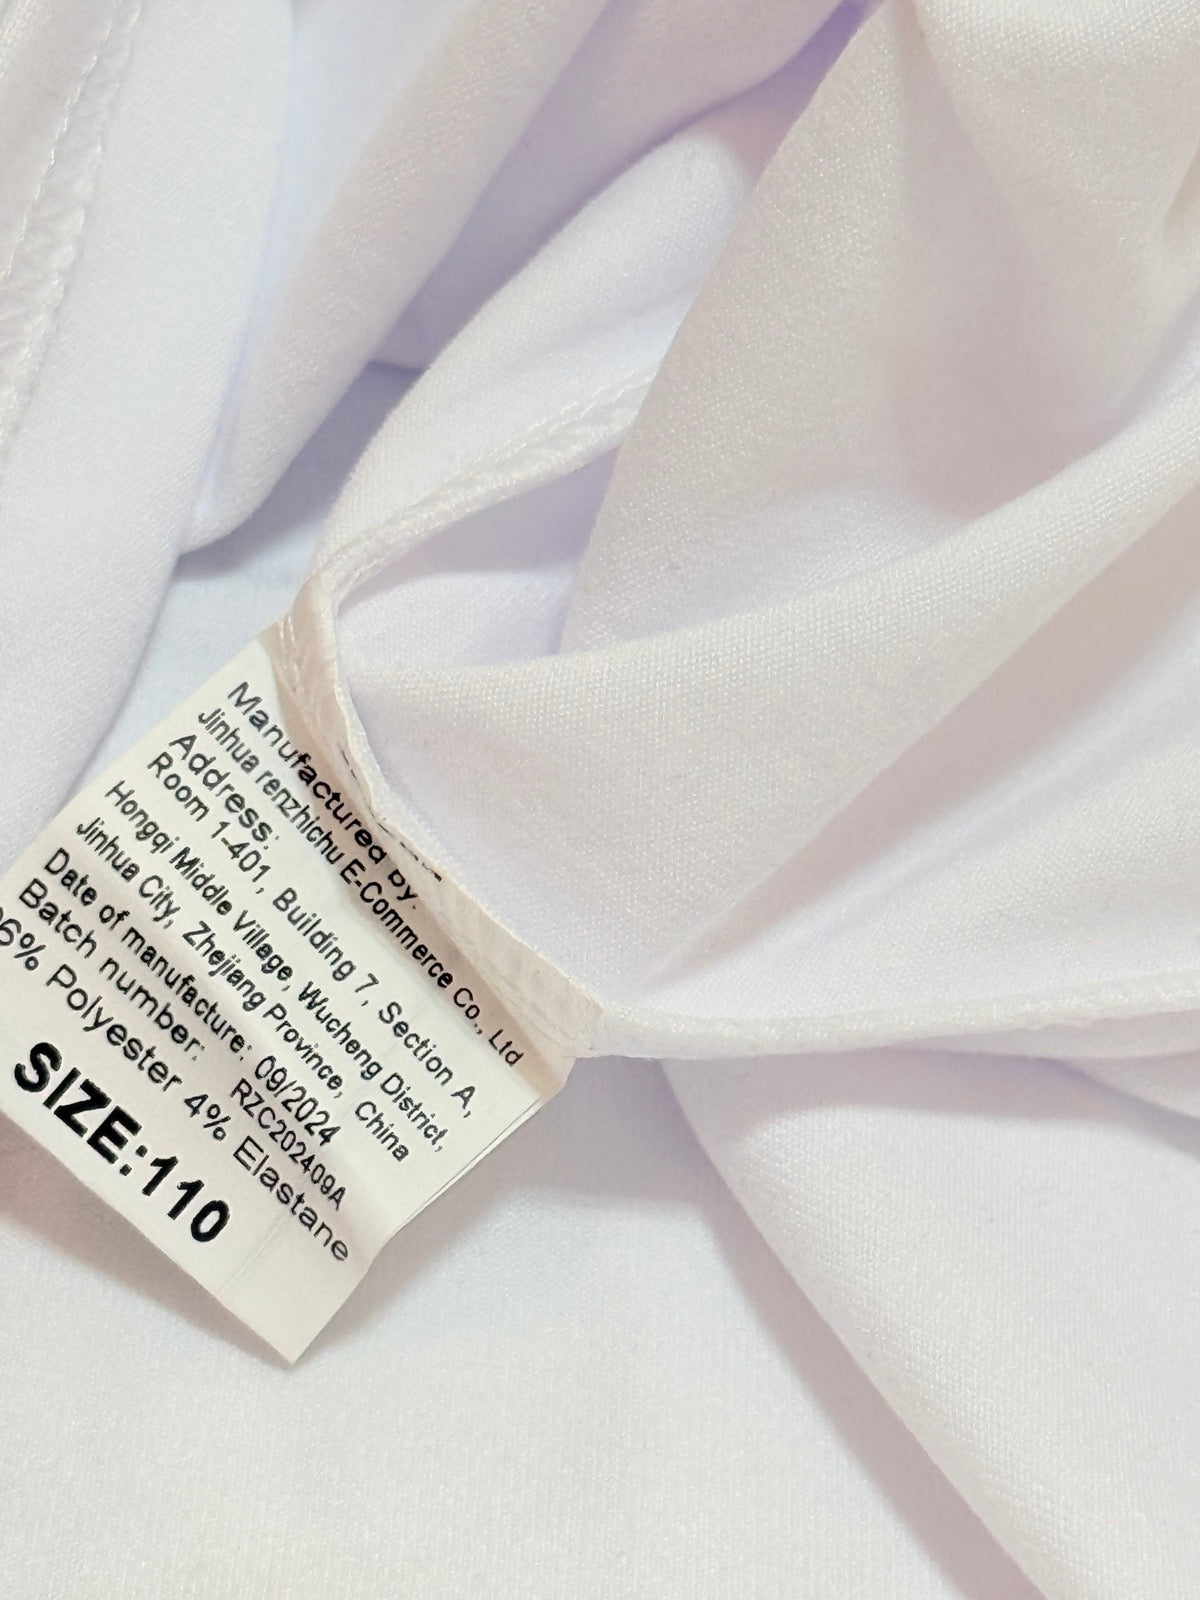 Manufactured by:
Jinhua renzhichu E-Commerce Co., Ltd
Address:
Room 1-401, Building 7, Section A,
Hongqi Middle Village, Wucheng District,
Jinhua City, Zhejiang Province, China
Date of manufacture: 09/2024
Batch number: RZC202409A
96% Polyester 4% Elastane
SIZE:110